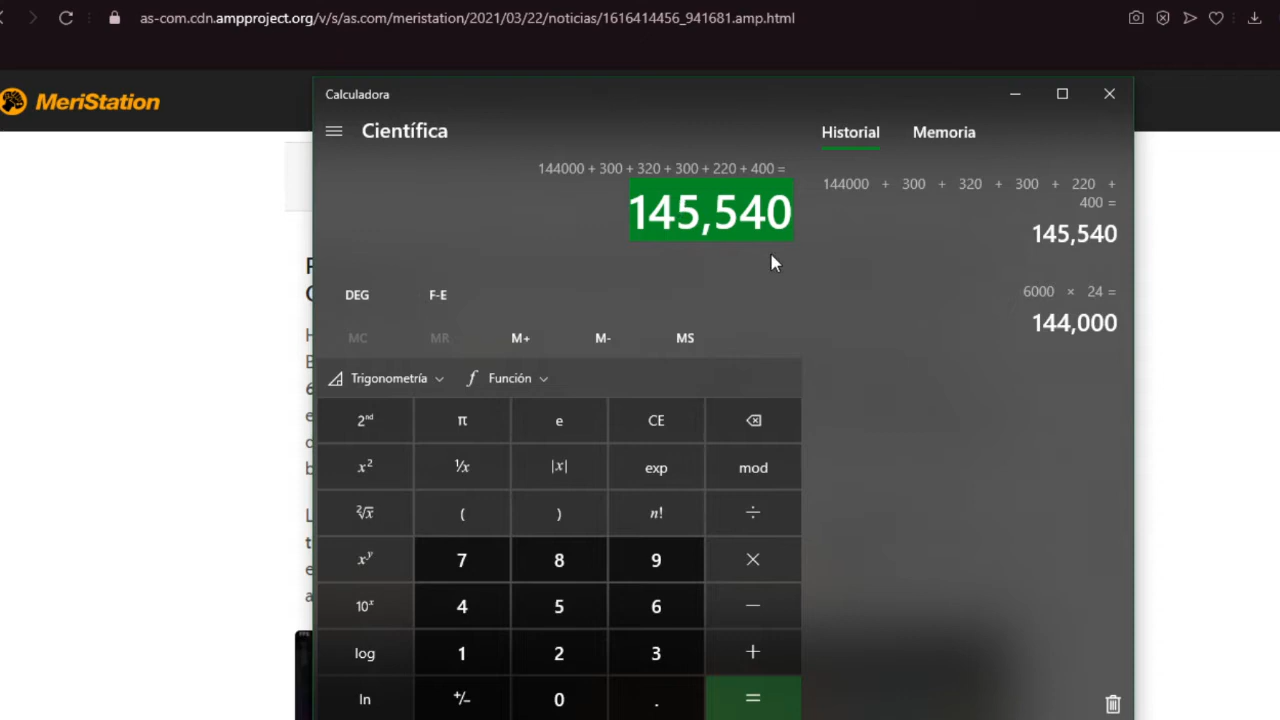 as-com.cdn.ampproject.org/v/s/as.com/meristation/2021/03/22/noticias/1616414456_941681.amp.html
MeriStation
Calculadora
Científica
144000 + 300 + 320 + 300 + 220 + 400 =
145,540
Historial Memoria
144000 + 300 + 320 + 300 + 220 +
400 =
145,540
6000 × 24 =
144,000
DEG F-E
MC MR M+ M- MS
Trigonometría f Función
2nd π e CE
x² ¹/x |x| exp mod
²√x ( ) n! ÷
xʸ 7 8 9 ×
10ˣ 4 5 6 −
log 1 2 3 +
ln +/− 0 . =